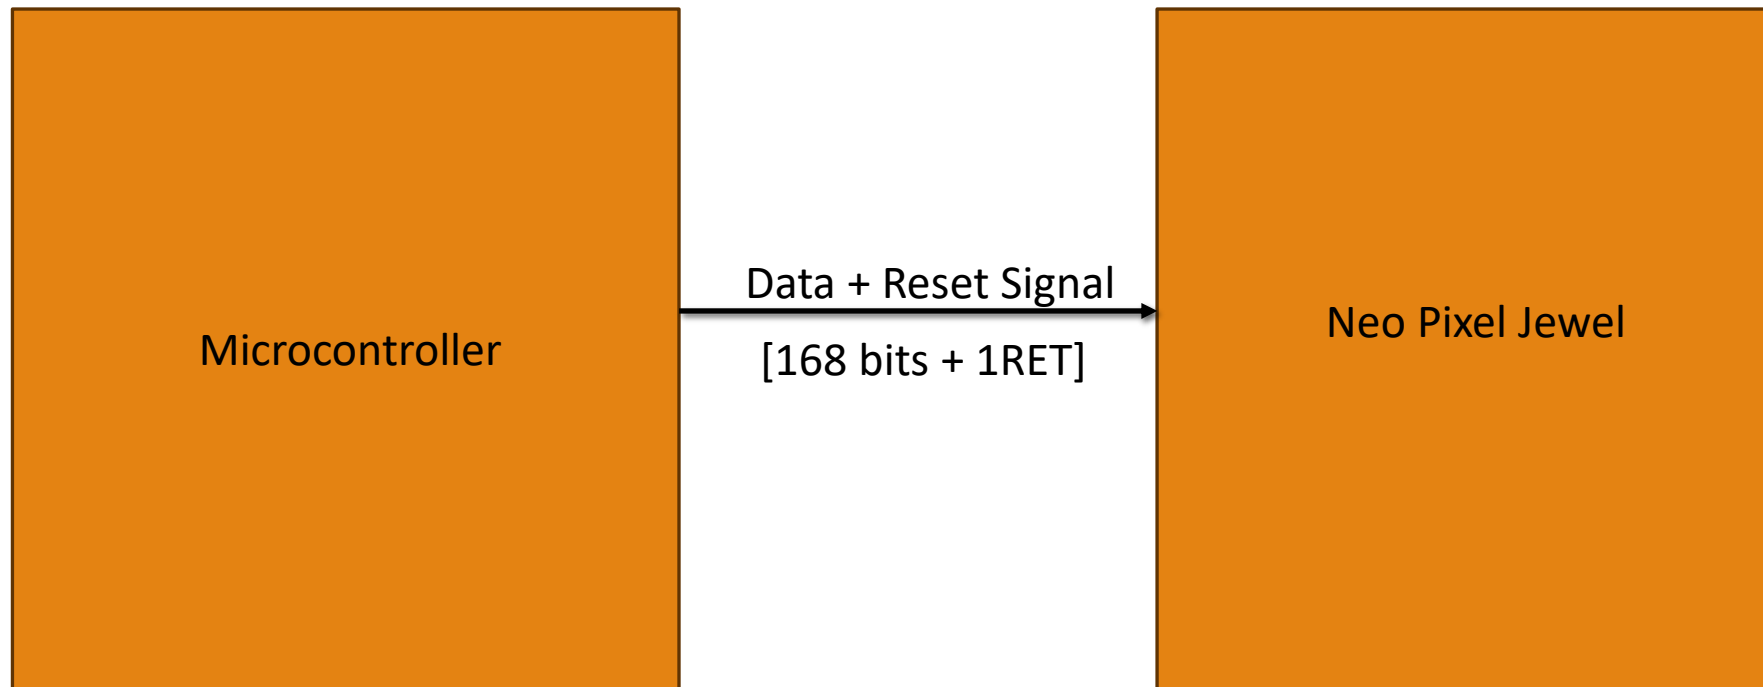 Microcontroller
Data + Reset Signal
[168 bits + 1RET]
Neo Pixel Jewel